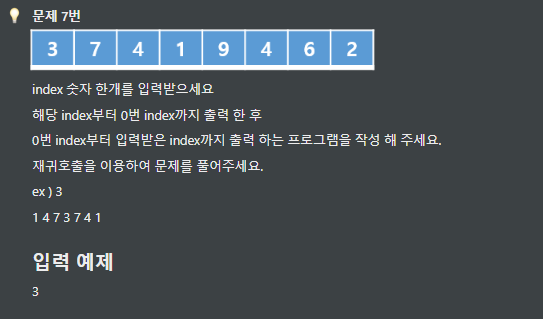 문제 7번
3 7 4 1 9 4 6 2
index 숫자 한개를 입력받으세요
해당 index부터 0번 index까지 출력 한 후
0번 index부터 입력받은 index까지 출력 하는 프로그램을 작성 해 주세요.
재귀호출을 이용하여 문제를 풀어주세요.
ex ) 3
1 4 7 3 7 4 1
입력 예제
3